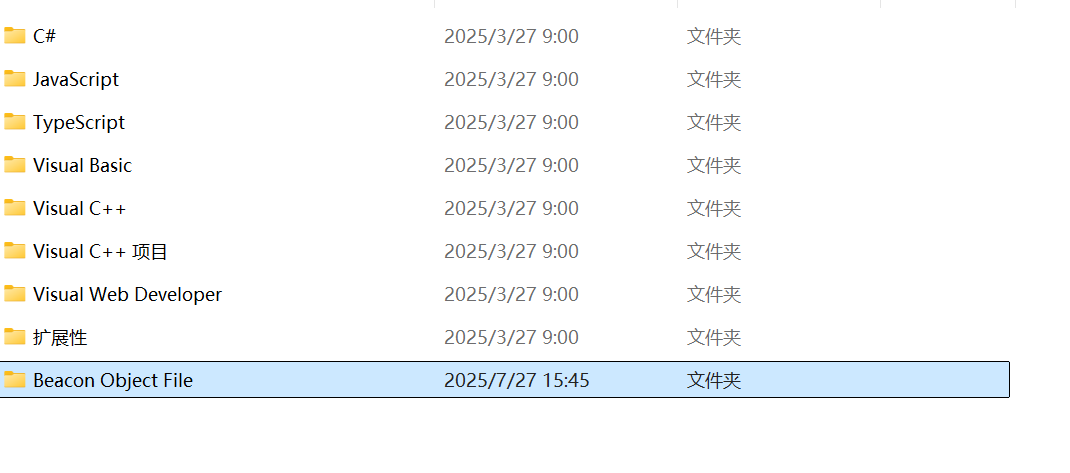 C# 2025/3/27 9:00 文件夹
JavaScript 2025/3/27 9:00 文件夹
TypeScript 2025/3/27 9:00 文件夹
Visual Basic 2025/3/27 9:00 文件夹
Visual C++ 2025/3/27 9:00 文件夹
Visual C++ 项目 2025/3/27 9:00 文件夹
Visual Web Developer 2025/3/27 9:00 文件夹
扩展性 2025/3/27 9:00 文件夹
Beacon Object File 2025/7/27 15:45 文件夹